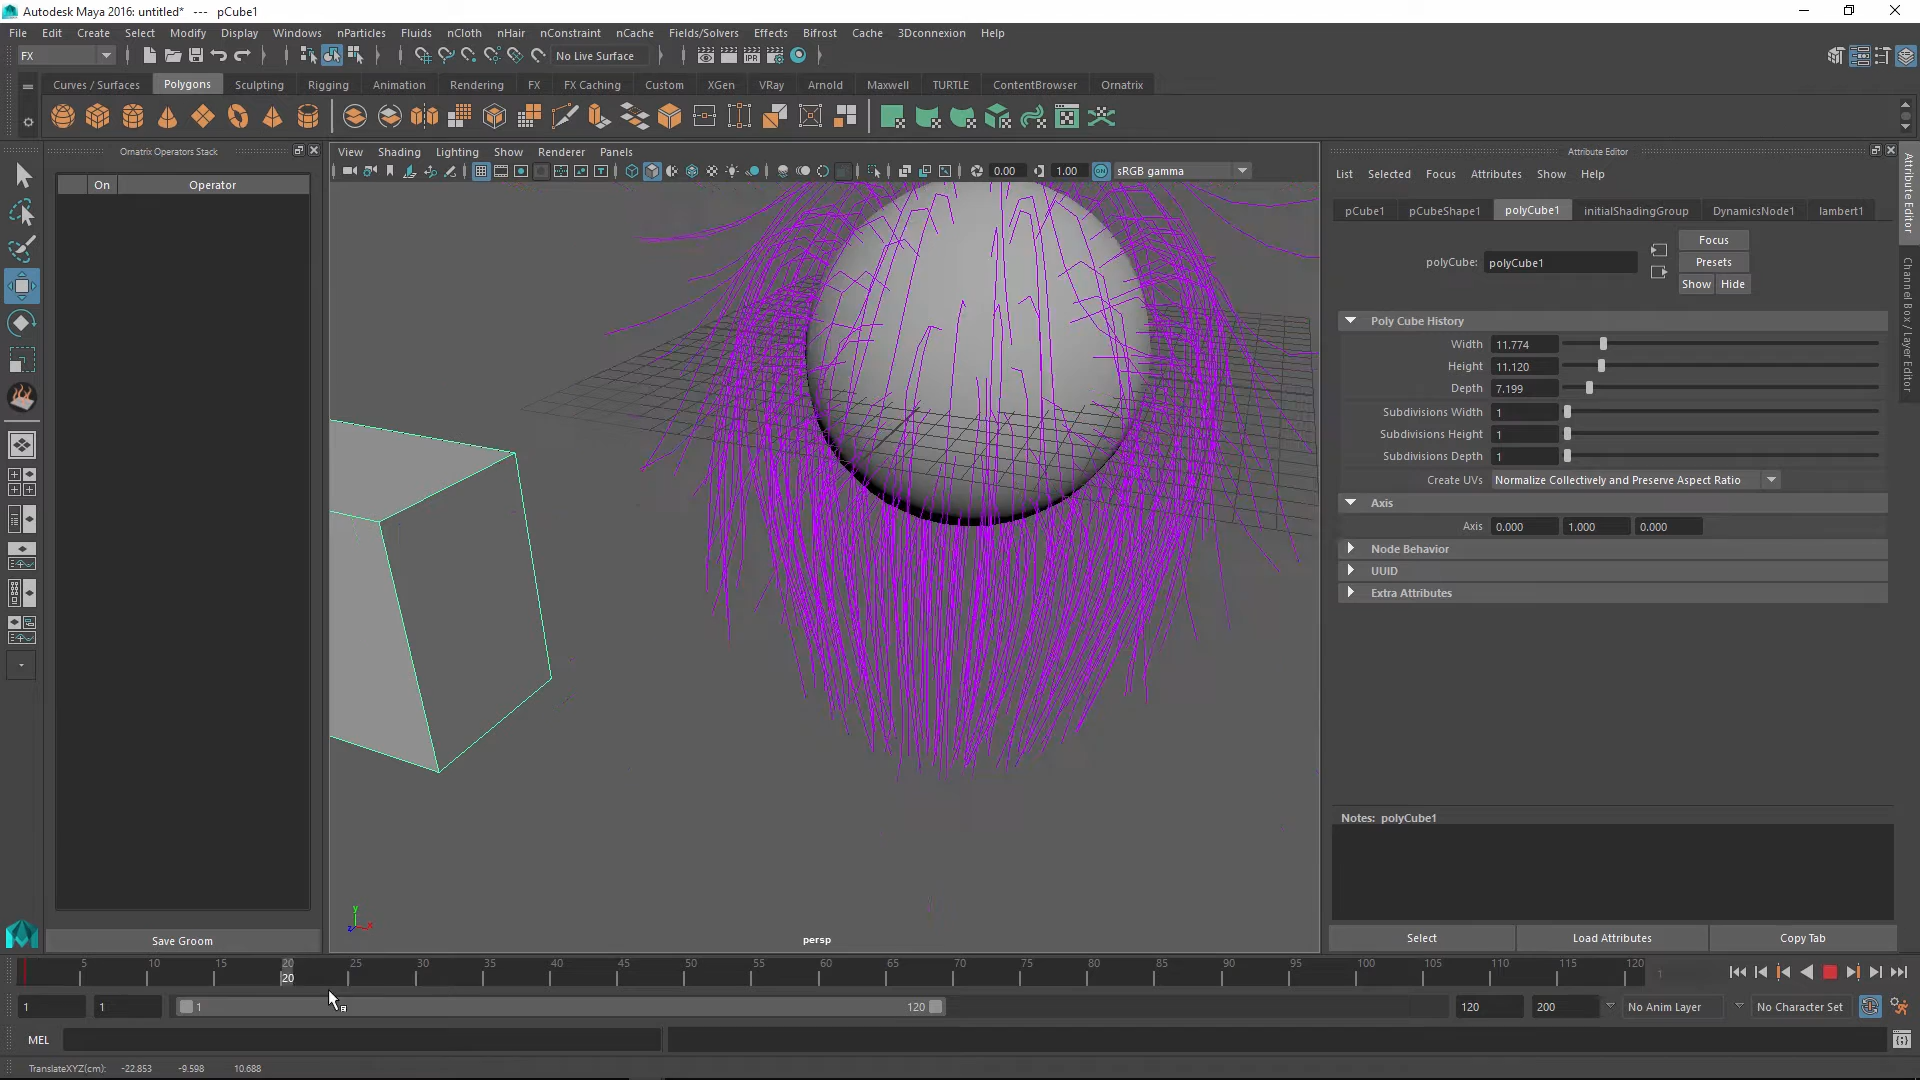 Autodesk Maya 2016: untitled* --- pCube1
File Edit Create Select Modify Display Windows nParticles Fluids nCloth nHair nConstraint nCache Fields/Solvers Effects Bifrost Cache 3Dconnexion Help
FX No Live Surface IPR
Curves / Surfaces Polygons Sculpting Rigging Animation Rendering FX FX Caching Custom XGen VRay Arnold Maxwell TURTLE ContentBrowser Ornatrix
Ornatrix Operators Stack
On Operator
Save Groom
View Shading Lighting Show Renderer Panels
0.00 1.00 ON sRGB gamma
persp
y
x
z
Attribute Editor
List Selected Focus Attributes Show Help
pCube1 pCubeShape1 polyCube1 initialShadingGroup DynamicsNode1 lambert1
Focus
polyCube: polyCube1 Presets
Show Hide
Poly Cube History
Width 11.774
Height 11.120
Depth 7.199
Subdivisions Width 1
Subdivisions Height 1
Subdivisions Depth 1
Create UVs Normalize Collectively and Preserve Aspect Ratio
Axis
Axis 0.000 1.000 0.000
Node Behavior
UUID
Extra Attributes
Notes: polyCube1
Select Load Attributes Copy Tab
Attribute Editor
Channel Box / Layer Editor
5 10 15 20 25 30 35 40 45 50 55 60 65 70 75 80 85 90 95 100 105 110 115 120
20
1
1 1 1 120 120 200 No Anim Layer No Character Set
MEL
TranslateXYZ(cm): -22.853 -9.598 10.688